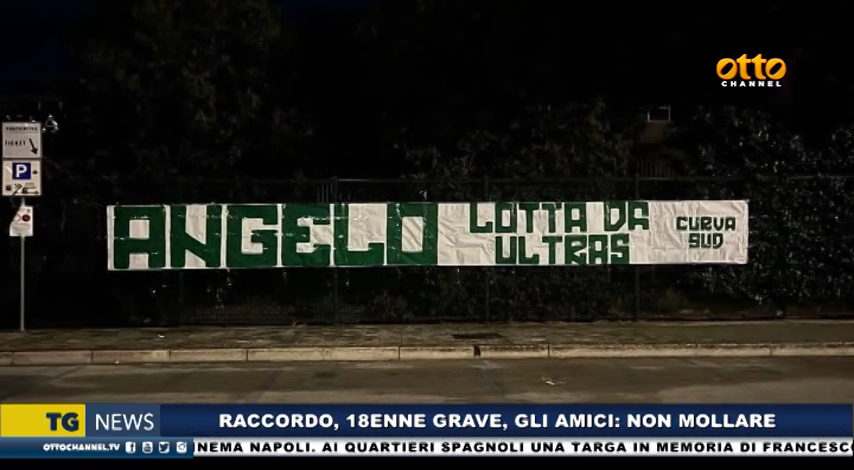 otto
CHANNEL
TICKET
P
ANGELO
LOTTA DA
ULTRAS
CURVA
SUD
TG NEWS
RACCORDO, 18ENNE GRAVE, GLI AMICI: NON MOLLARE
OTTOCHANNEL.TV
NEMA NAPOLI. AI QUARTIERI SPAGNOLI UNA TARGA IN MEMORIA DI FRANCESC